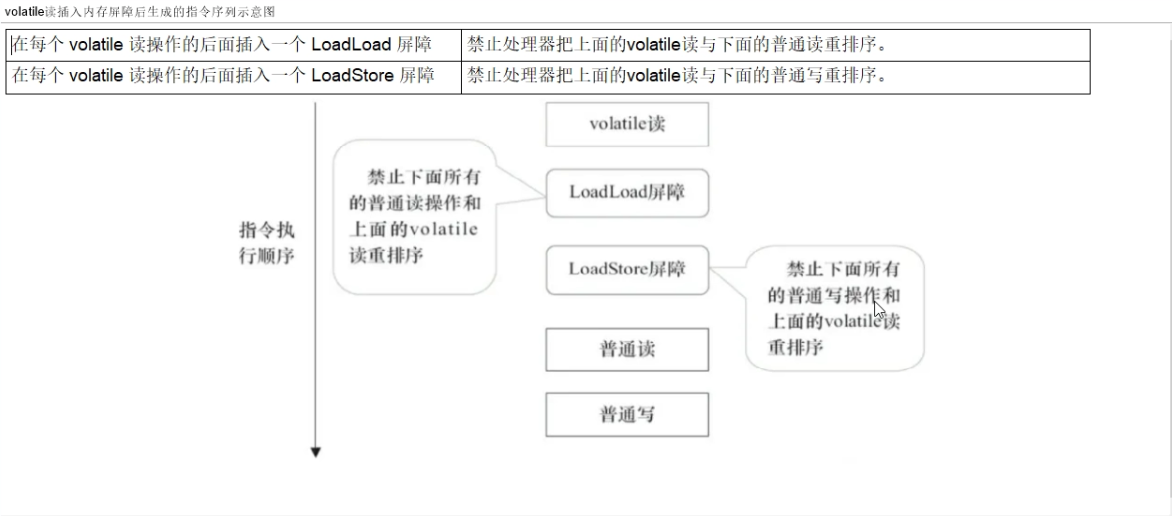 volatile读插入内存屏障后生成的指令序列示意图
在每个 volatile 读操作的后面插入一个 LoadLoad 屏障
禁止处理器把上面的volatile读与下面的普通读重排序。
在每个 volatile 读操作的后面插入一个 LoadStore 屏障
禁止处理器把上面的volatile读与下面的普通写重排序。
volatile读
禁止下面所有
的普通读操作和
上面的volatile
读重排序
LoadLoad屏障
指令执
行顺序
LoadStore屏障
禁止下面所有
的普通写操作和
上面的volatile读
重排序
普通读
普通写